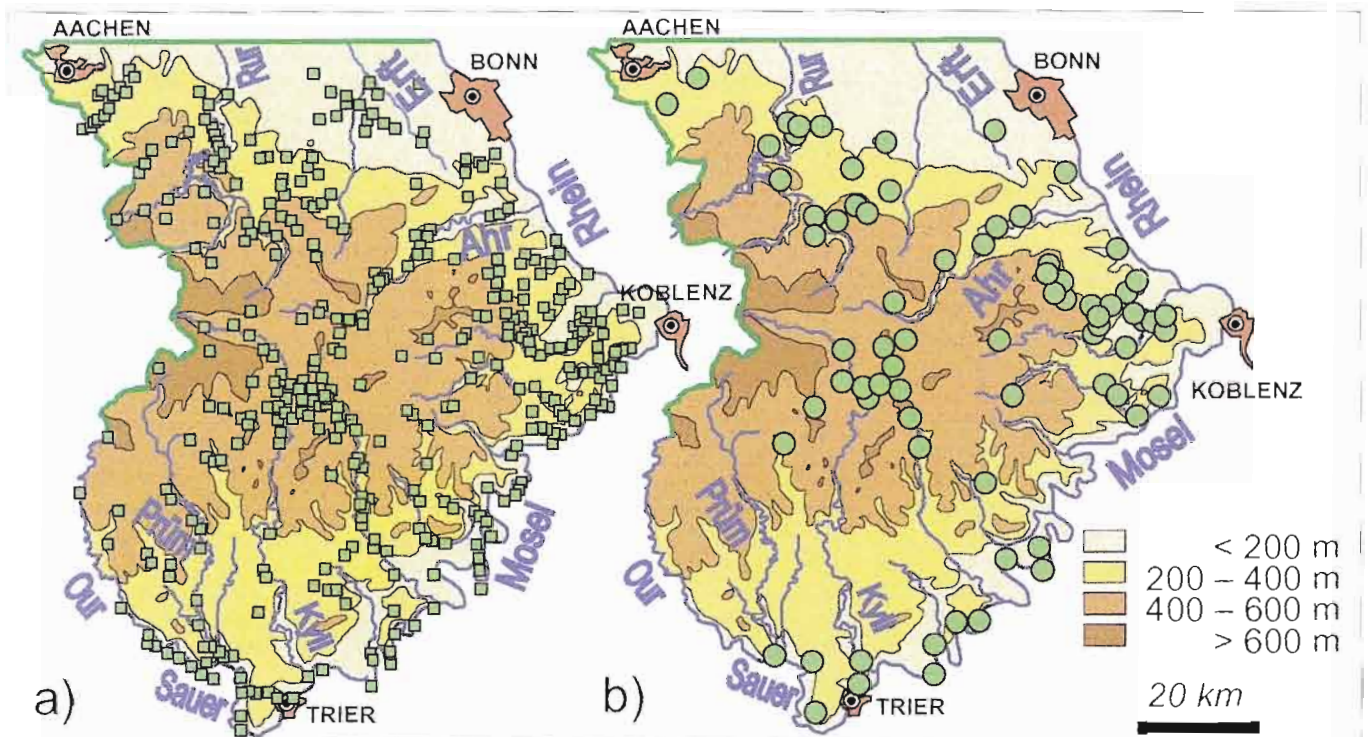 AACHEN
Rur
Erft
BONN
Rhein
Ahr
KOBLENZ
Mosel
Prüm
Our
Kyll
Sauer
TRIER
a)
AACHEN
Rur
Erft
BONN
Rhein
Ahr
KOBLENZ
Mosel
Prüm
Our
Kyll
Sauer
TRIER
b)
< 200 m
200 – 400 m
400 – 600 m
> 600 m
20 km